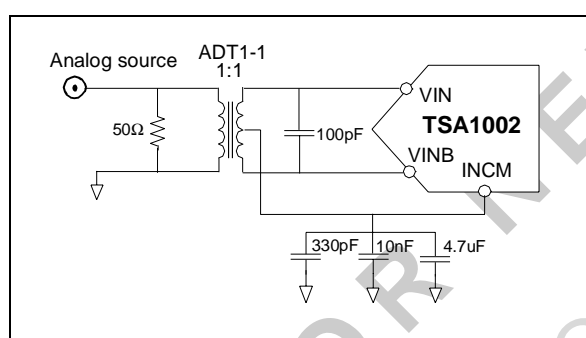 ADT1-1
1:1
Analog source
50Ω
100pF
VIN
TSA1002
VINB
INCM
330pF
10nF
4.7uF